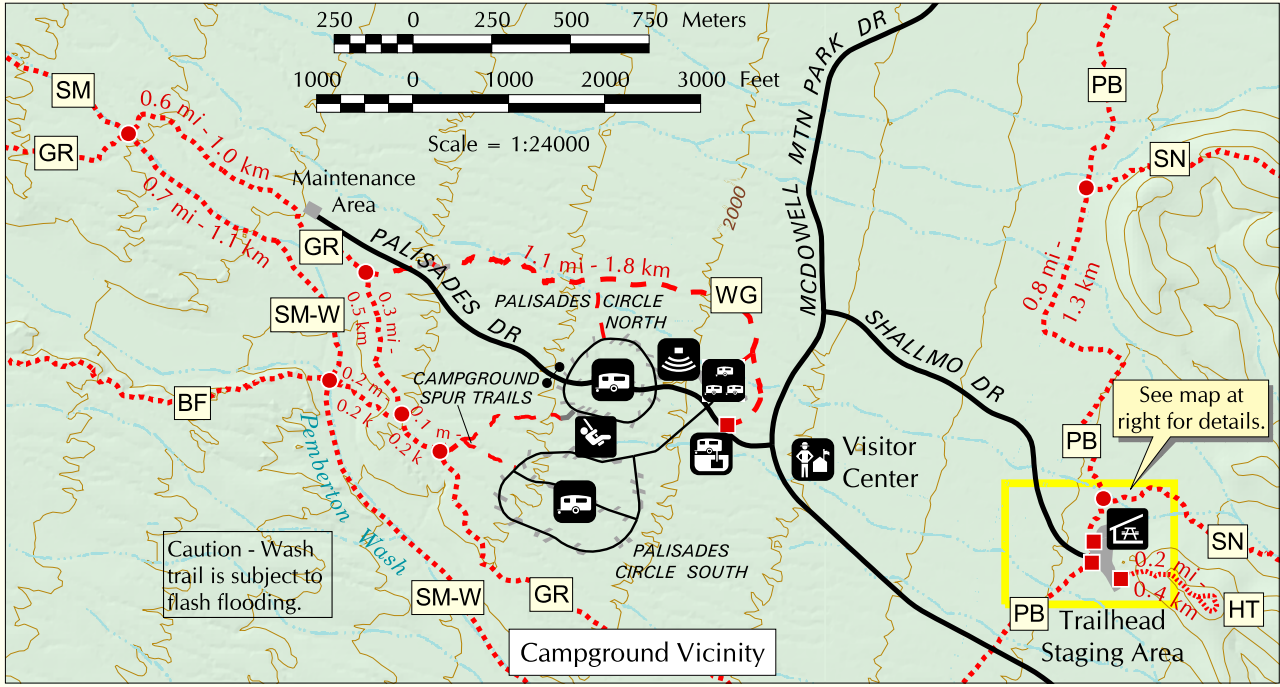 250 0 250 500 750 Meters
1000 0 1000 2000 3000 Feet
Scale = 1:24000
SM
GR
0.6 mi - 1.0 km
0.7 mi - 1.1 km
Maintenance
Area
GR
PALISADES DR
SM-W
0.3 mi -
0.5 km
1.1 mi - 1.8 km
WG
2000
PALISADES CIRCLE
NORTH
MCDOWELL MTN PARK DR
SHALLMO DR
PB
SN
0.8 mi -
1.3 km
BF
0.2 m -
0.2 k
0.1 m -
0.2 k
CAMPGROUND
SPUR TRAILS
Pemberton Wash
Visitor
Center
See map at
right for details.
PB
SN
0.2 mi -
0.4 km
HT
PB
Trailhead
Staging Area
PALISADES
CIRCLE SOUTH
Caution - Wash
trail is subject to
flash flooding.
SM-W
GR
Campground Vicinity